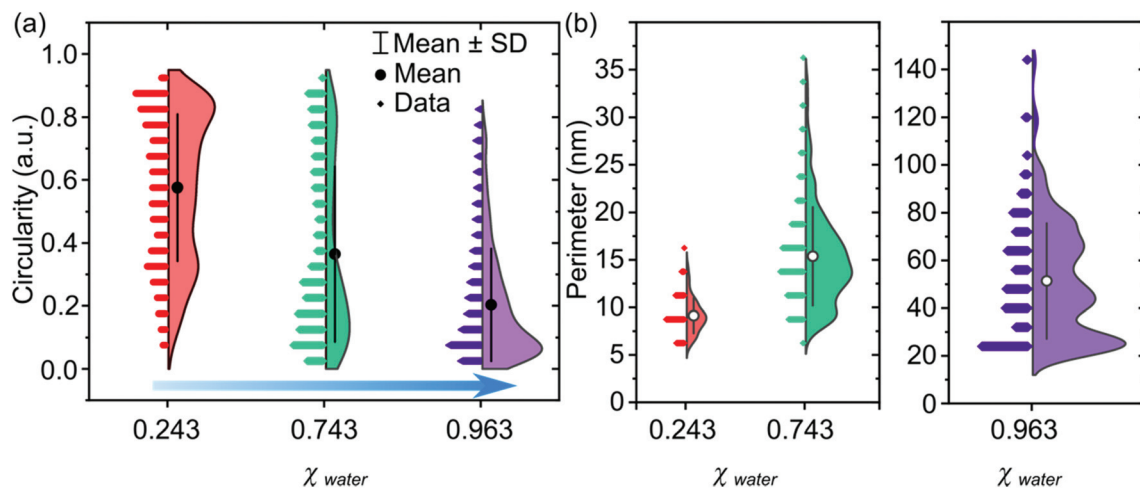 (a)
Circularity (a.u.)
1.0
0.8
0.6
0.4
0.2
0.0
Mean ± SD
Mean
Data
0.243 0.743 0.963
χ water
(b)
Perimeter (nm)
35
30
25
20
15
10
5
0
0.243 0.743
χ water
140
120
100
80
60
40
20
0
0.963
χ water